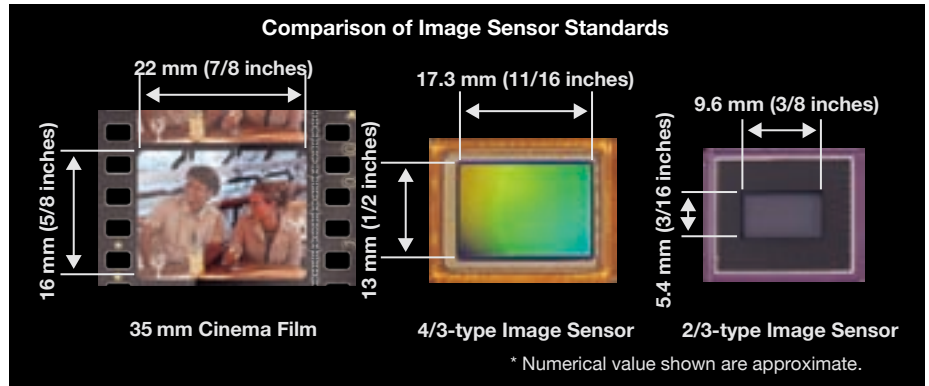 Comparison of Image Sensor Standards
22 mm (7/8 inches)
16 mm (5/8 inches)
35 mm Cinema Film
17.3 mm (11/16 inches)
13 mm (1/2 inches)
4/3-type Image Sensor
9.6 mm (3/8 inches)
5.4 mm (3/16 inches)
2/3-type Image Sensor
* Numerical value shown are approximate.